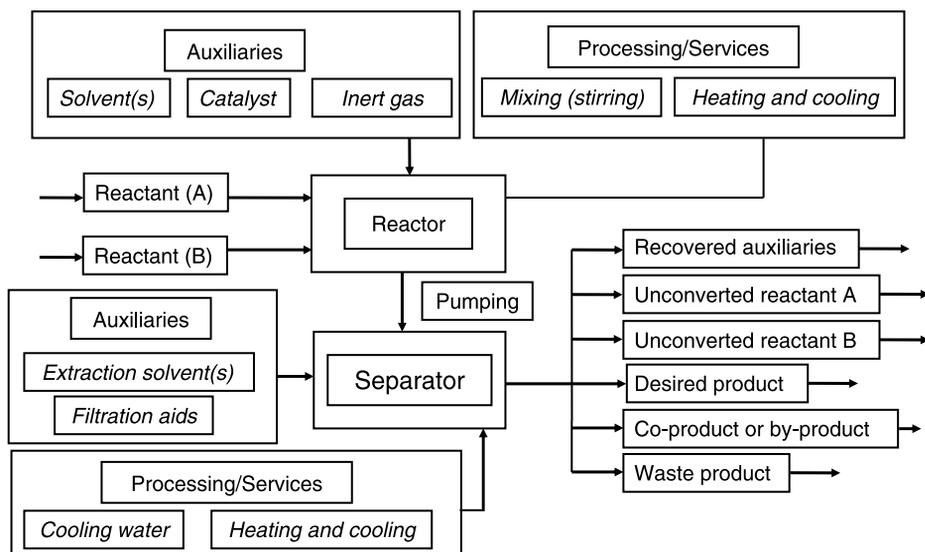 Auxiliaries
Solvent(s)
Catalyst
Inert gas
Processing/Services
Mixing (stirring)
Heating and cooling
Reactant (A)
Reactor
Reactant (B)
Pumping
Auxiliaries
Extraction solvent(s)
Filtration aids
Separator
Processing/Services
Cooling water
Heating and cooling
Recovered auxiliaries
Unconverted reactant A
Unconverted reactant B
Desired product
Co-product or by-product
Waste product